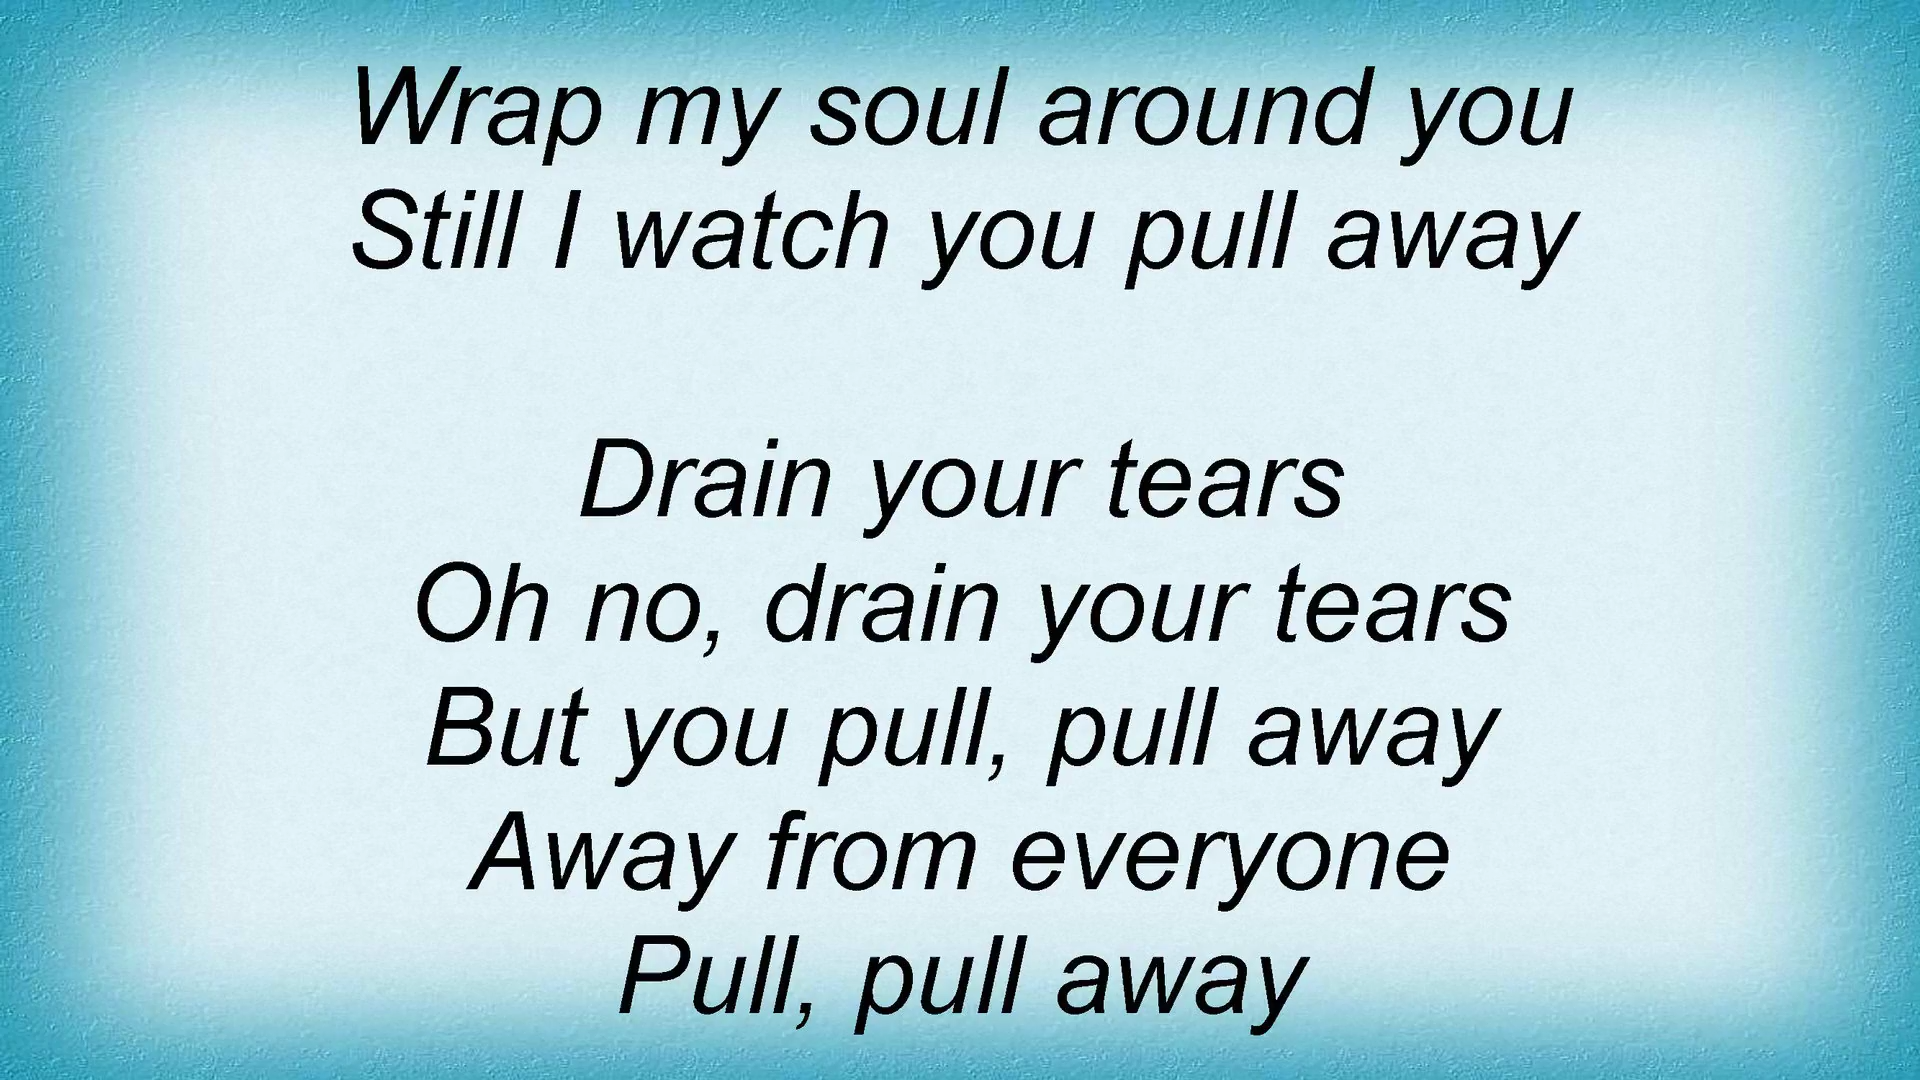 Wrap my soul around you
Still I watch you pull away
Drain your tears
Oh no, drain your tears
But you pull, pull away
Away from everyone
Pull, pull away